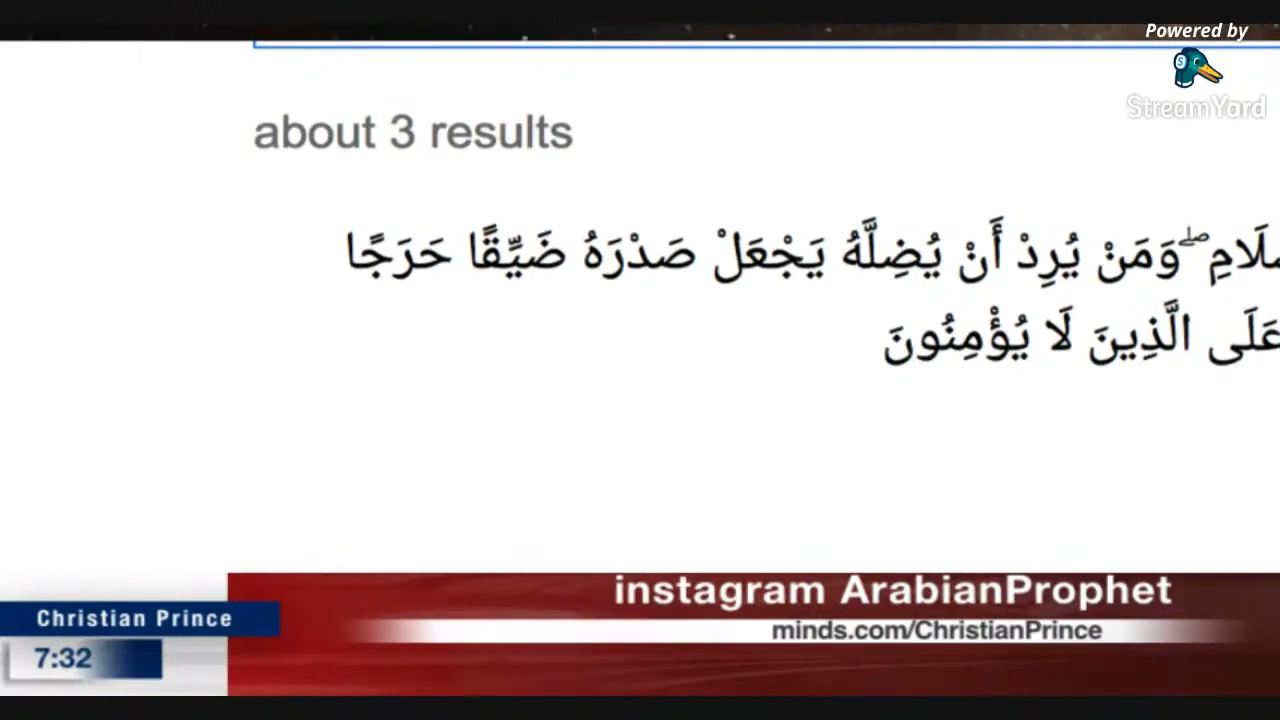 Powered by
StreamYard
about 3 results
وَمَنْ يُرِدْ أَنْ يُضِلَّهُ يَجْعَلْ صَدْرَهُ ضَيِّقًا حَرَجًا
عَلَى الَّذِينَ لَا يُؤْمِنُونَ
instagram ArabianProphet
Christian Prince
minds.com/ChristianPrince
7:32